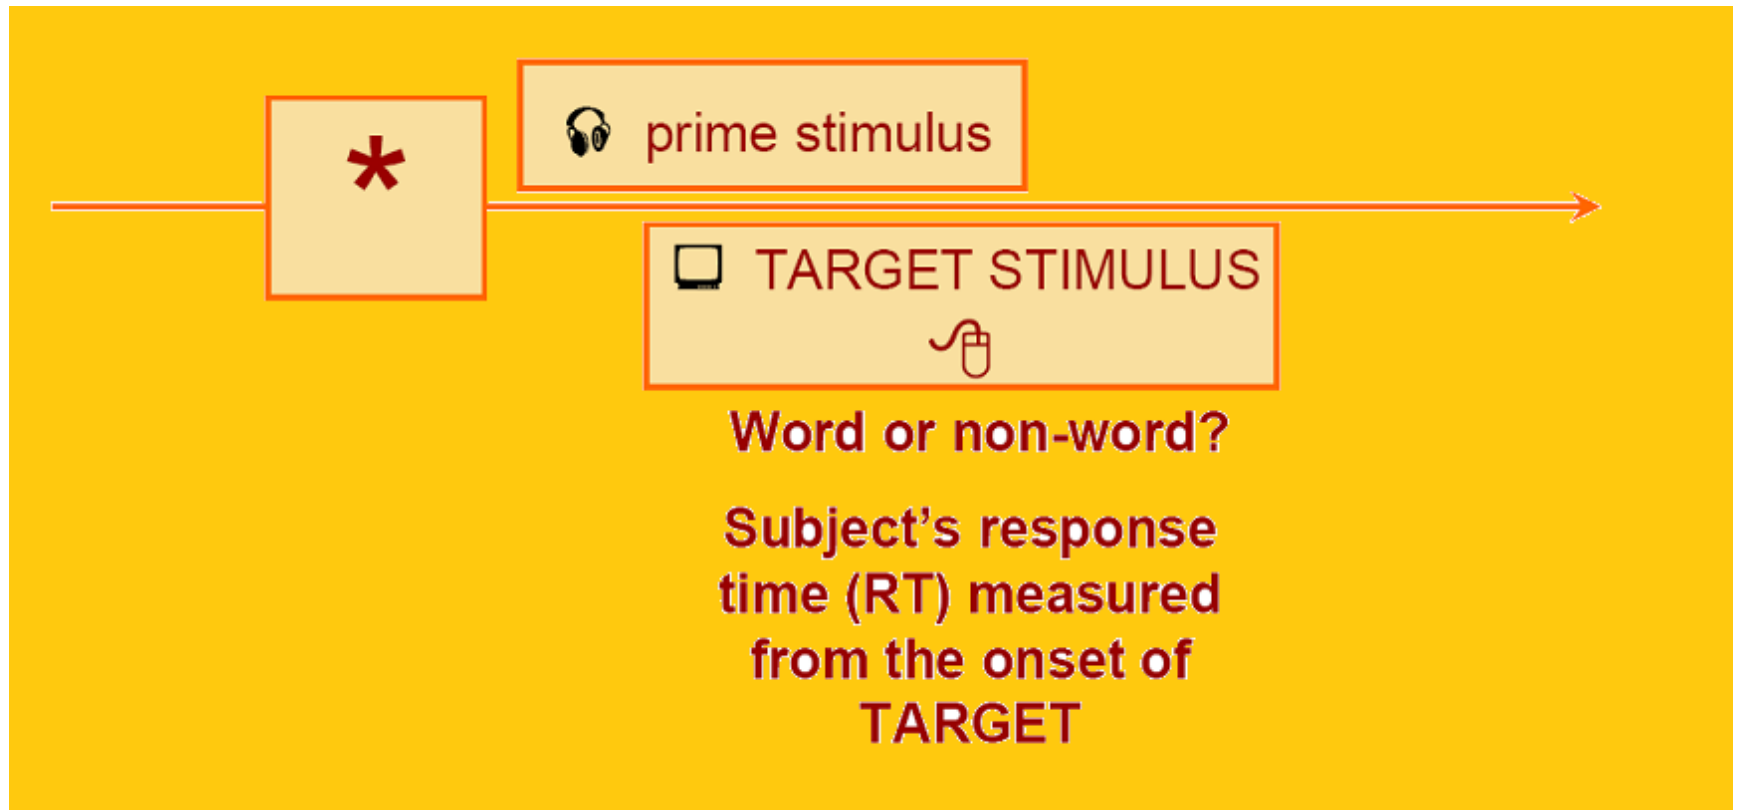 *
prime stimulus
TARGET STIMULUS
Word or non-word?
Subject’s response
time (RT) measured
from the onset of
TARGET